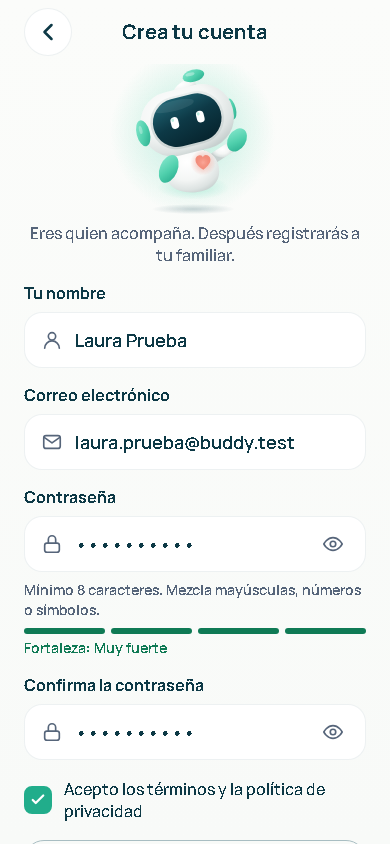 Crea tu cuenta
Eres quien acompaña. Después registrarás a
tu familiar.
Tu nombre
Laura Prueba
Correo electrónico
laura.prueba@buddy.test
Contraseña
••••••••••
Mínimo 8 caracteres. Mezcla mayúsculas, números
o símbolos.
Fortaleza: Muy fuerte
Confirma la contraseña
••••••••••
Acepto los términos y la política de
privacidad